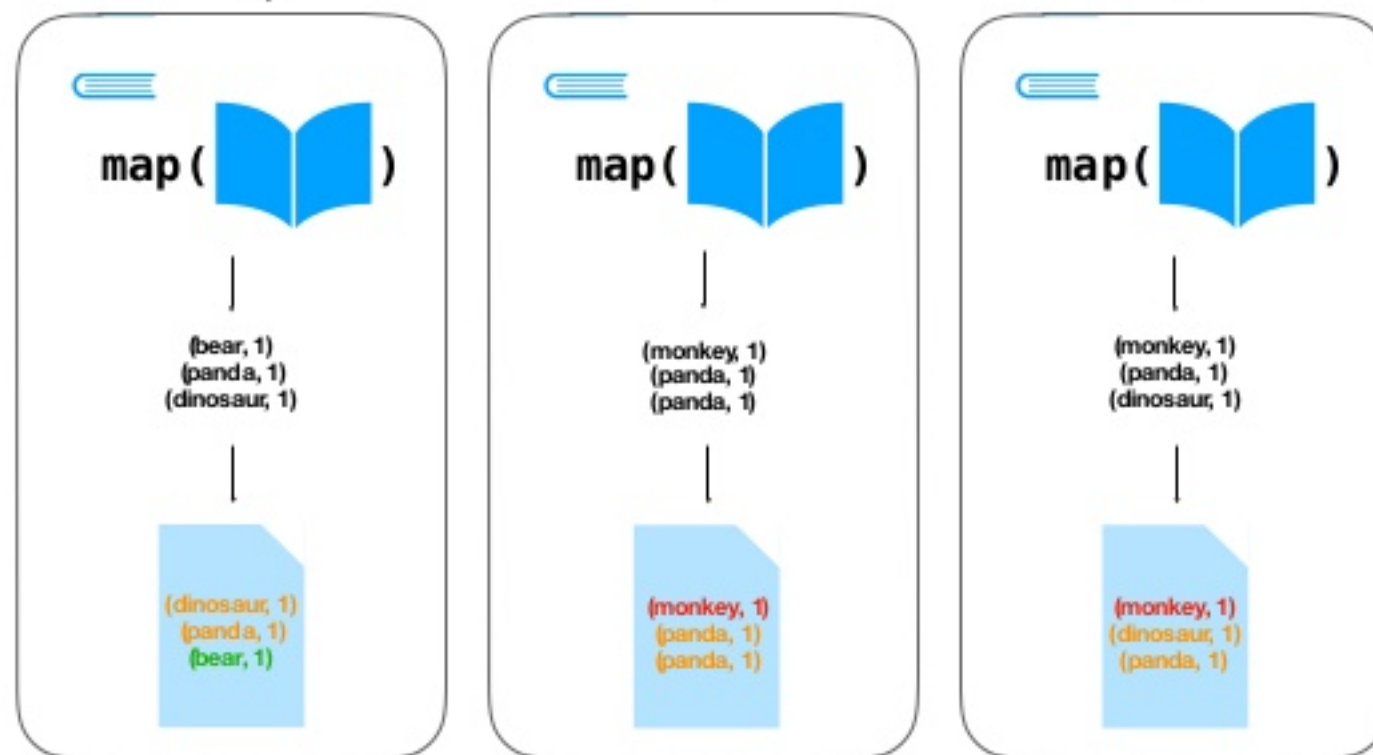 map( )
(bear, 1)
(panda, 1)
(dinosaur, 1)
(dinosaur, 1)
(panda, 1)
(bear, 1)
map( )
(monkey, 1)
(panda, 1)
(panda, 1)
(monkey, 1)
(panda, 1)
(panda, 1)
map( )
(monkey, 1)
(panda, 1)
(dinosaur, 1)
(monkey, 1)
(dinosaur, 1)
(panda, 1)